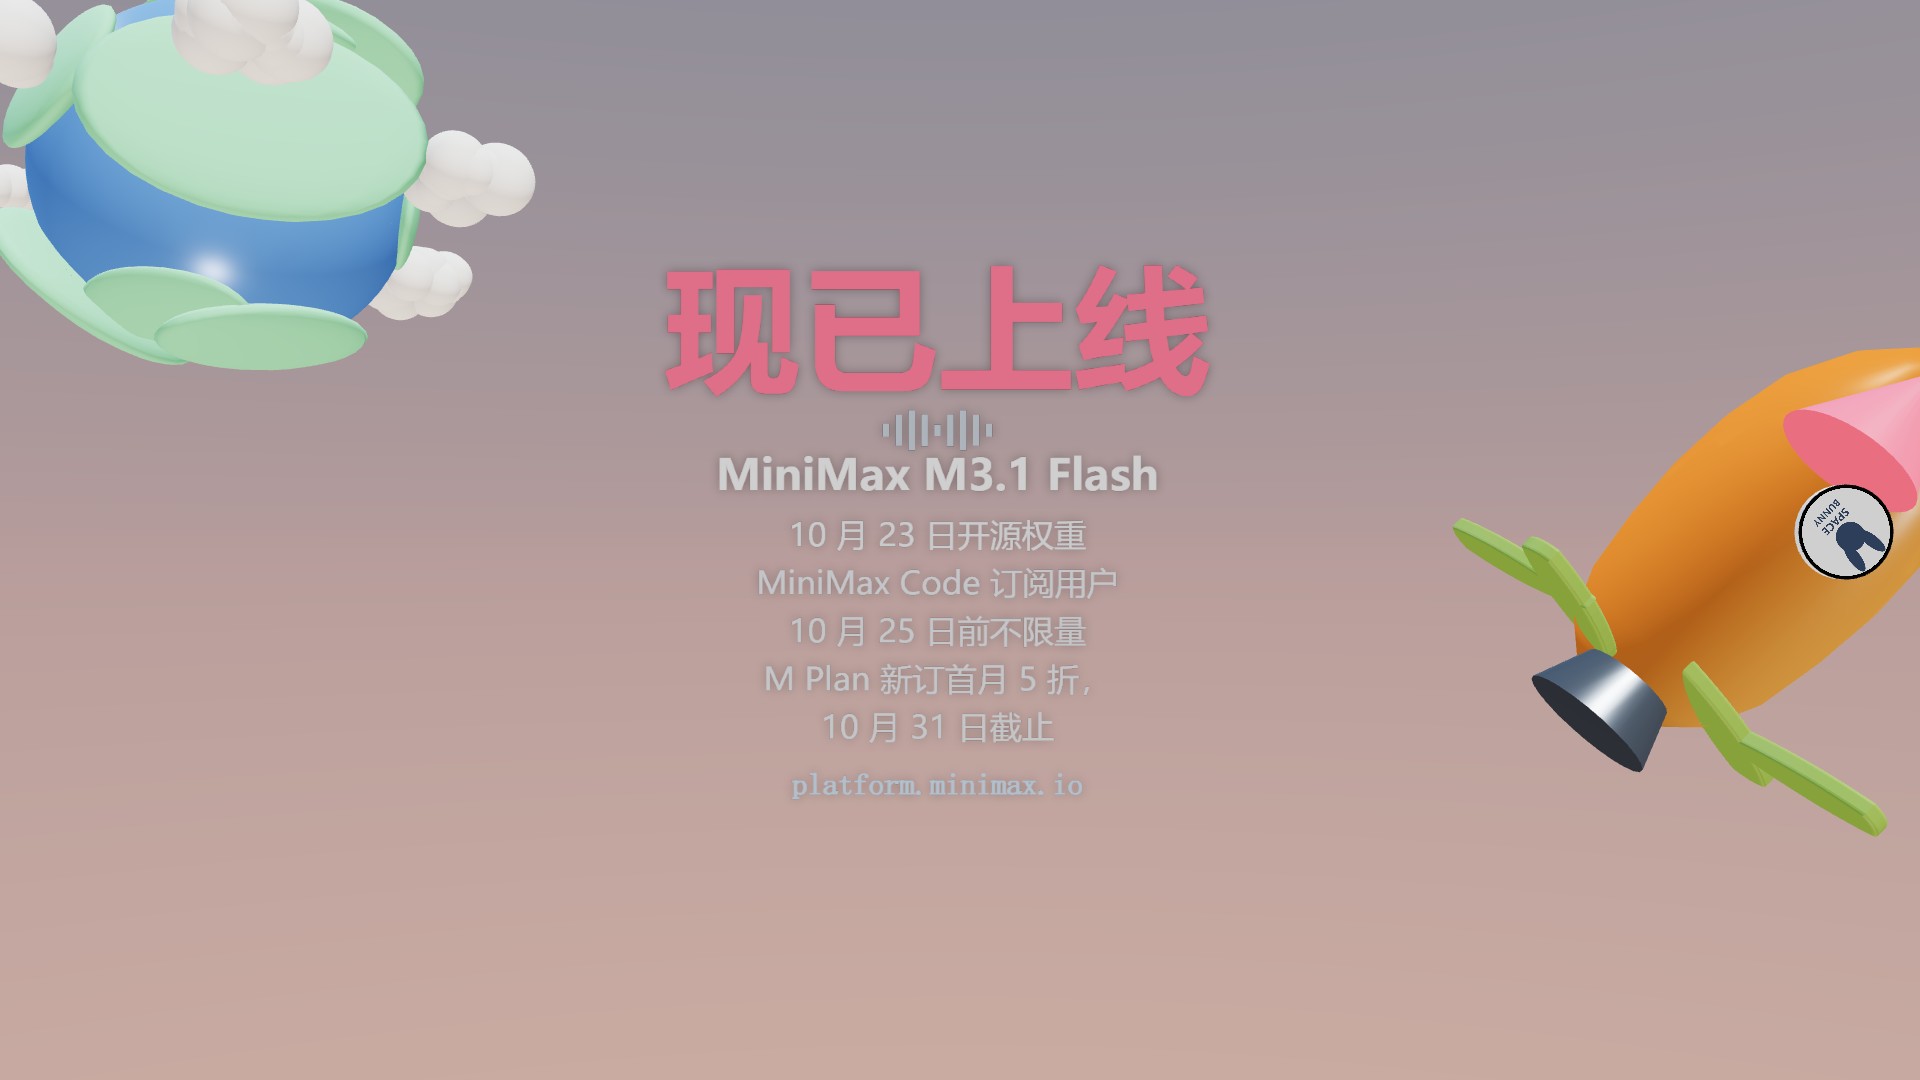 现已上线
MiniMax M3.1 Flash
10 月 23 日开源权重
MiniMax Code 订阅用户
10 月 25 日前不限量
M Plan 新订首月 5 折，
10 月 31 日截止
platform.minimax.io
SPACE
BUNNY